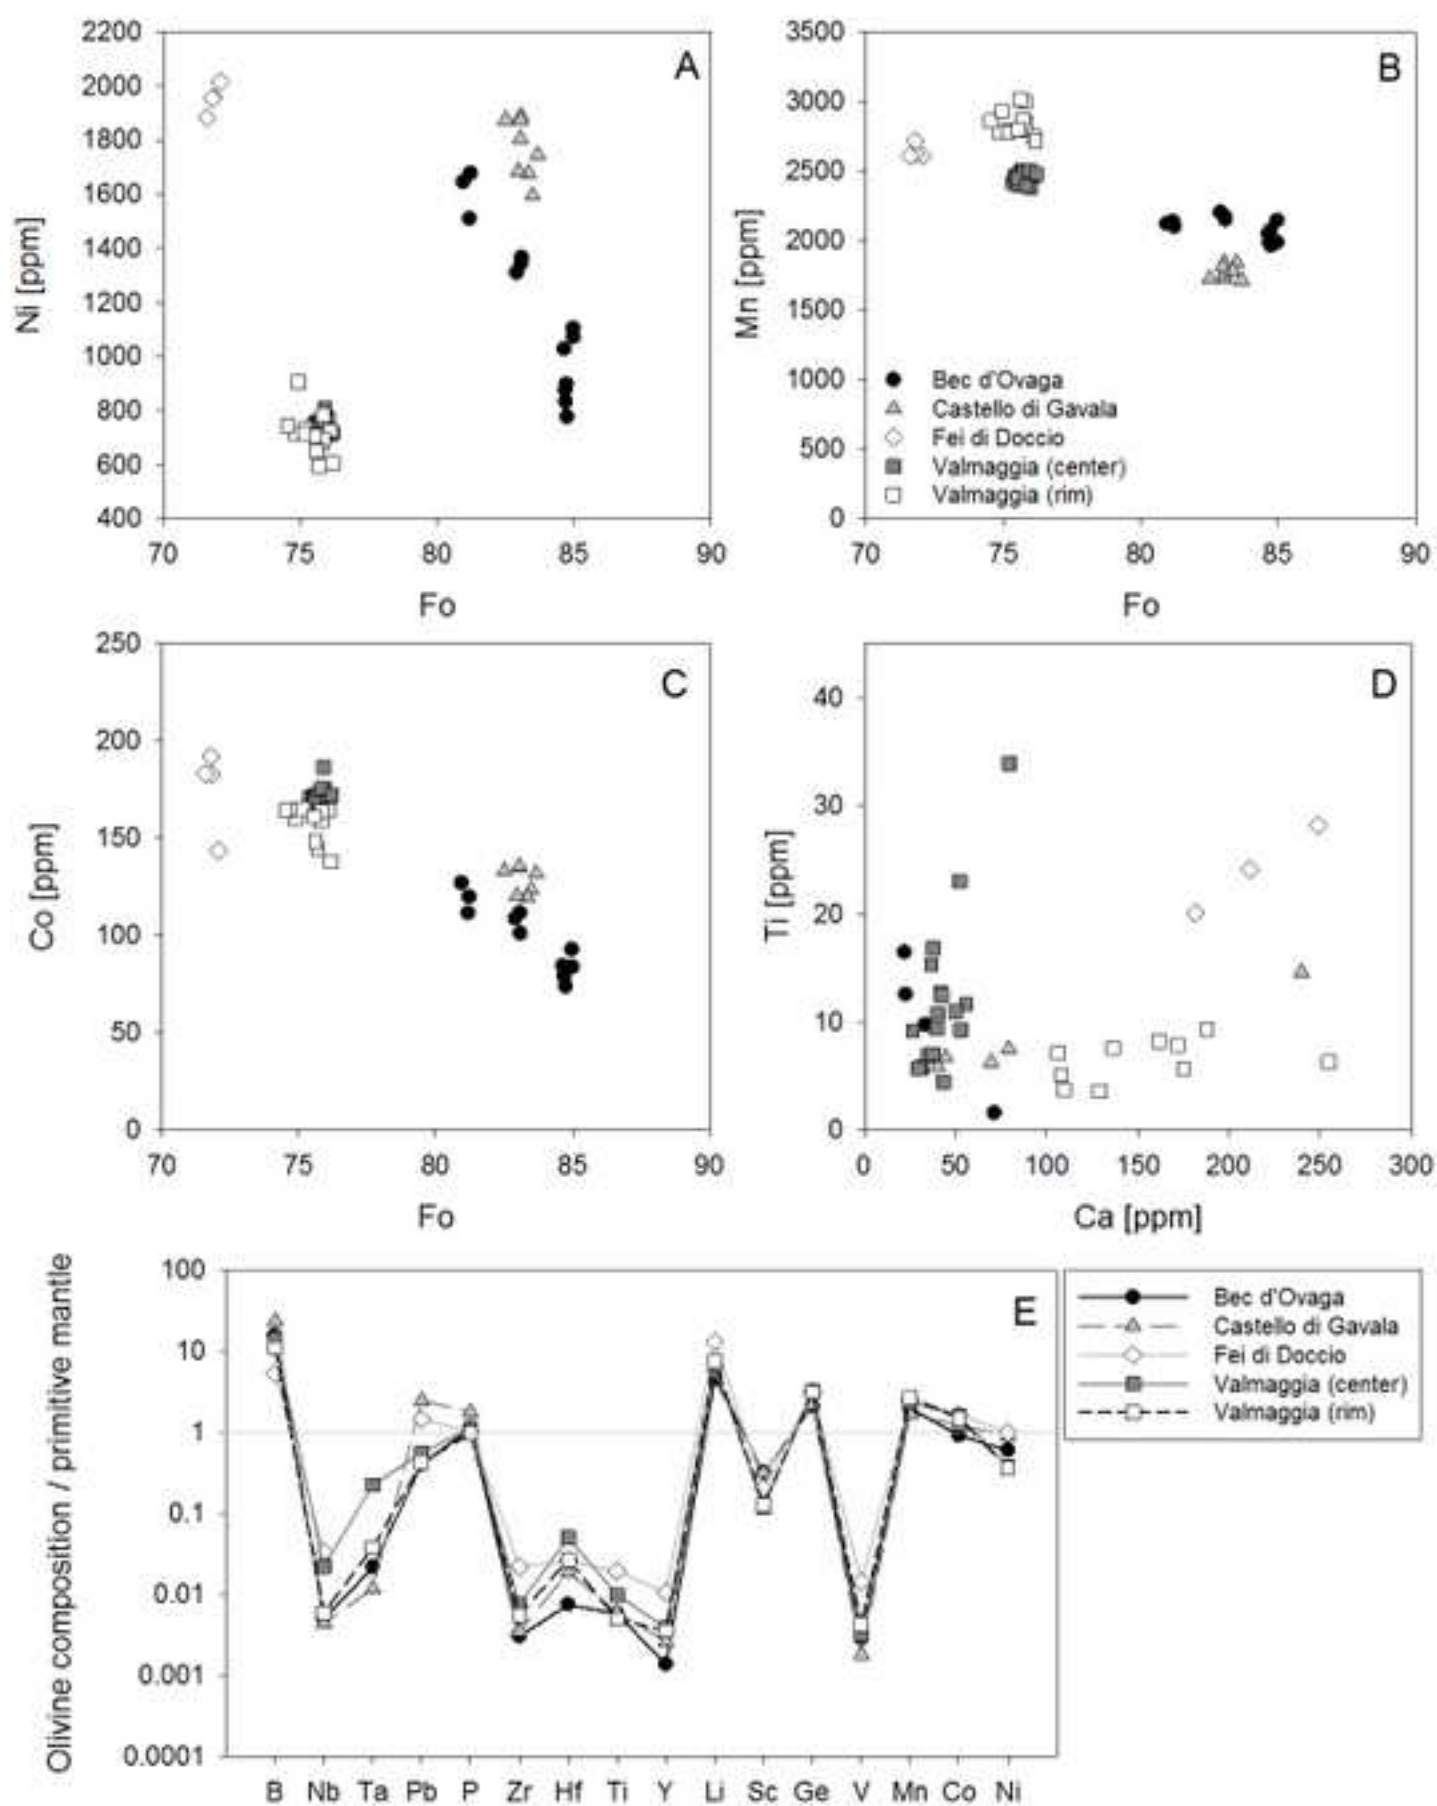 A
Ni [ppm]
2200
2000
1800
1600
1400
1200
1000
800
600
400
70 75 80 85 90
Fo
B
Mn [ppm]
3500
3000
2500
2000
1500
1000
500
0
Bec d'Ovaga
Castello di Gavala
Fei di Doccio
Valmaggia (center)
Valmaggia (rim)
70 75 80 85 90
Fo
C
Co [ppm]
250
200
150
100
50
0
70 75 80 85 90
Fo
D
Ti [ppm]
40
30
20
10
0
0 50 100 150 200 250 300
Ca [ppm]
E
Olivine composition / primitive mantle
100
10
1
0.1
0.01
0.001
0.0001
B Nb Ta Pb P Zr Hf Ti Y Li Sc Ge V Mn Co Ni
Bec d'Ovaga
Castello di Gavala
Fei di Doccio
Valmaggia (center)
Valmaggia (rim)